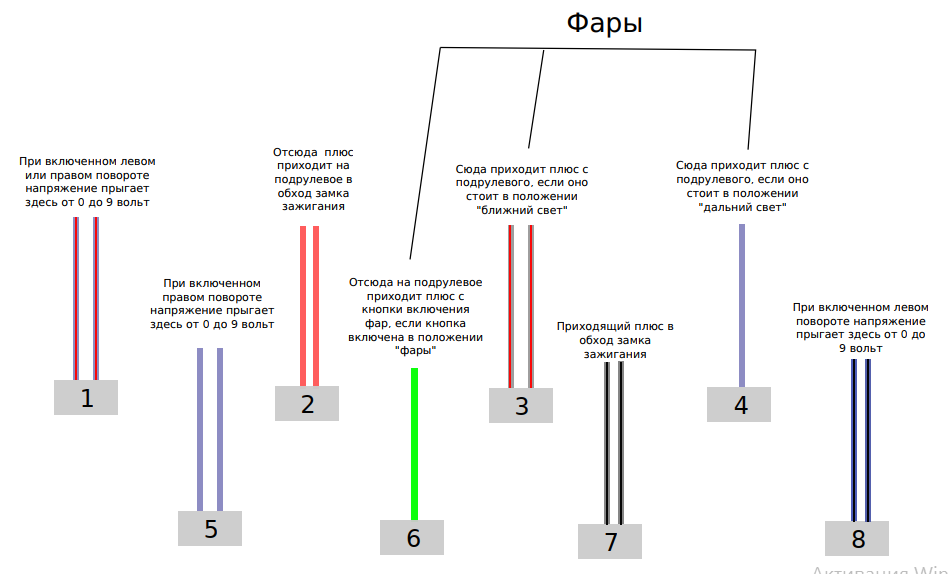 Фары
При включенном левом
или правом повороте
напряжение прыгает
здесь от 0 до 9 вольт
Отсюда плюс
приходит на
подрулевое в
обход замка
зажигания
Сюда приходит плюс с
подрулевого, если оно
стоит в положении
"ближний свет"
Сюда приходит плюс с
подрулевого, если оно
стоит в положении
"дальний свет"
При включенном
правом повороте
напряжение прыгает
здесь от 0 до 9 вольт
Отсюда на подрулевое
приходит плюс с
кнопки включения
фар, если кнопка
включена в положении
"фары"
Приходящий плюс в
обход замка
зажигания
При включенном левом
повороте напряжение
прыгает здесь от 0 до
9 вольт
1
2
3
4
5
6
7
8
Активация Win